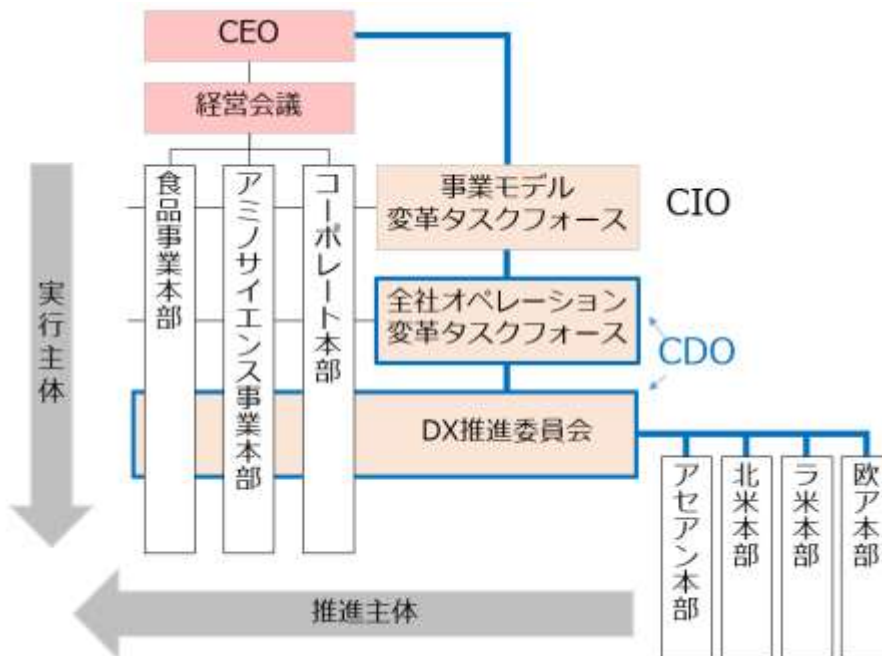 CEO
経営会議
食品事業本部
アミノサイエンス事業本部
コーポレート本部
事業モデル
変革タスクフォース
CIO
全社オペレーション
変革タスクフォース
CDO
DX推進委員会
アセアン本部
北米本部
ラ米本部
欧ア本部
実行主体
推進主体